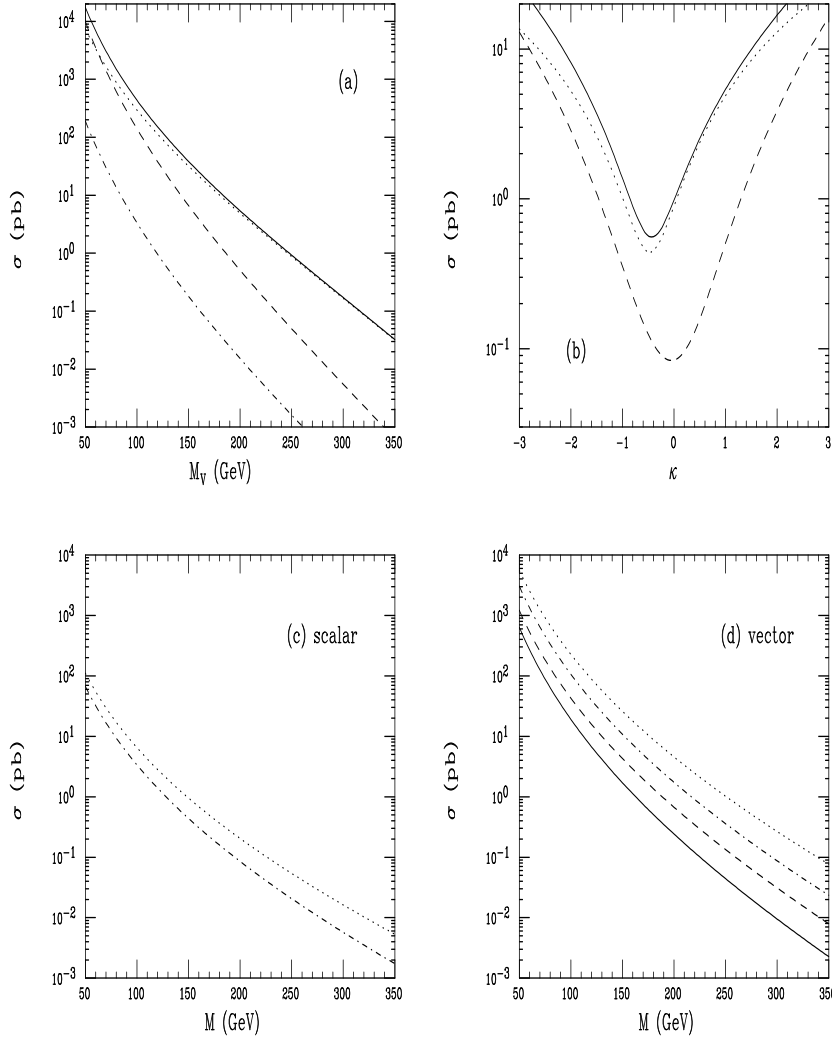 10⁴
10³
10²
10¹
10⁰
10⁻¹
10⁻²
10⁻³
σ (pb)
(a)
50 100 150 200 250 300 350
M_V (GeV)
10¹
10⁰
10⁻¹
σ (pb)
(b)
−3 −2 −1 0 1 2 3
κ
10⁴
10³
10²
10¹
10⁰
10⁻¹
10⁻²
10⁻³
σ (pb)
(c) scalar
50 100 150 200 250 300 350
M (GeV)
10⁴
10³
10²
10¹
10⁰
10⁻¹
10⁻²
10⁻³
σ (pb)
(d) vector
50 100 150 200 250 300 350
M (GeV)